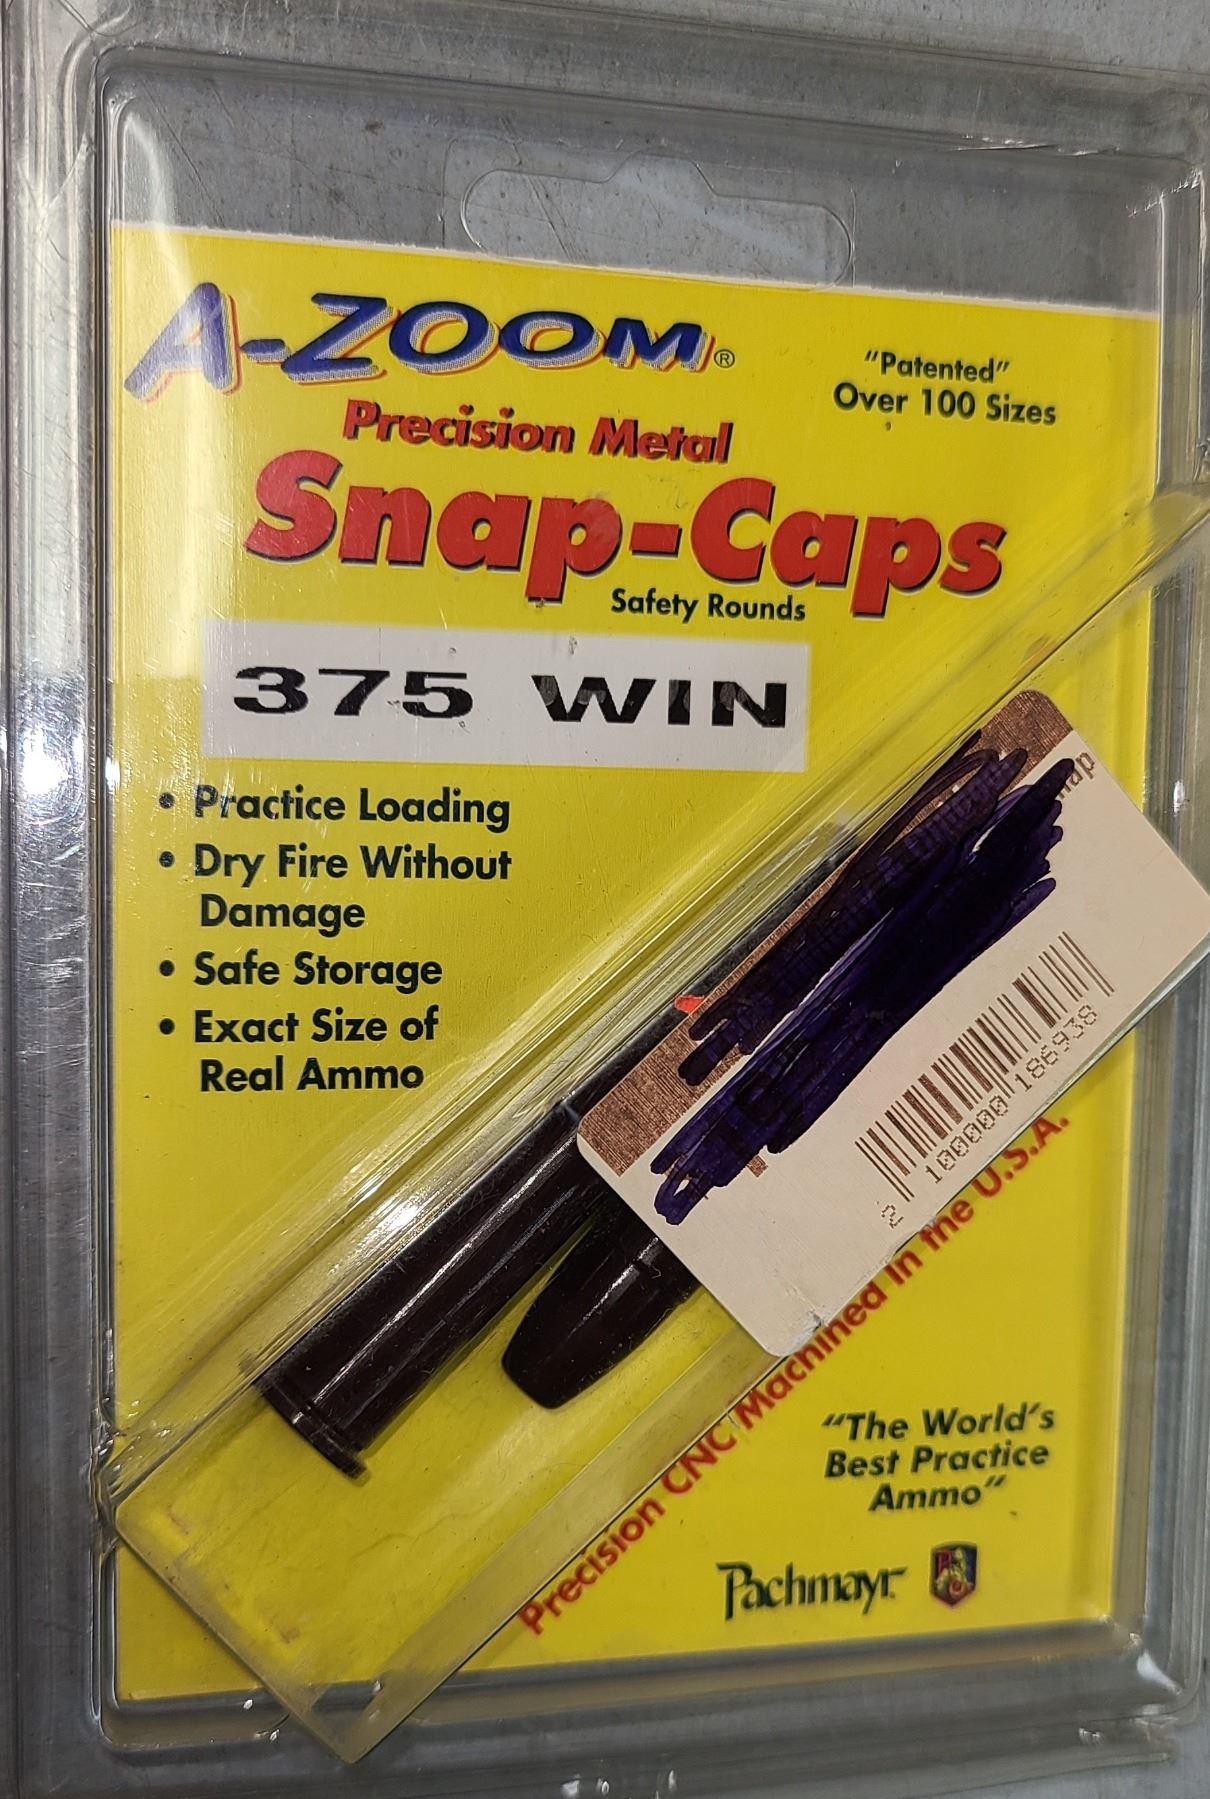 A-ZOOM®
"Patented"
Over 100 Sizes
Precision Metal
Snap-Caps
Safety Rounds
375 WIN
• Practice Loading
• Dry Fire Without
Damage
• Safe Storage
• Exact Size of
Real Ammo
2 100000 186938
Precision CNC Machined in the U.S.A.
"The World's
Best Practice
Ammo"
Pachmayr